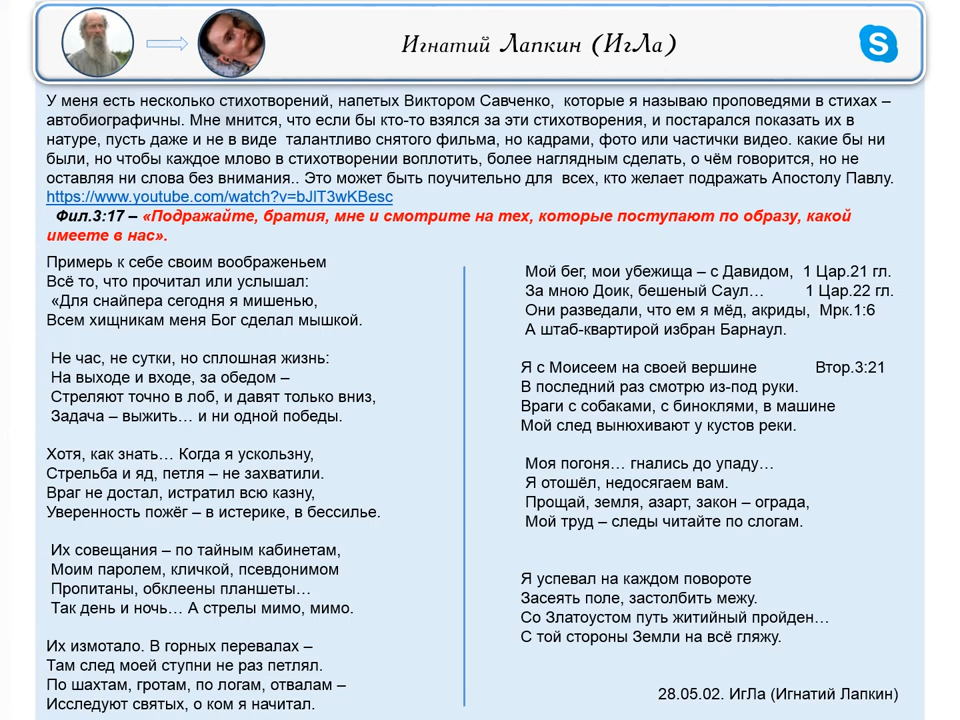 Игнатий Лапкин (ИгЛа)
У меня есть несколько стихотворений, напетых Виктором Савченко, которые я называю проповедями в стихах –
автобиографичны. Мне мнится, что если бы кто-то взялся за эти стихотворения, и постарался показать их в
натуре, пусть даже и не в виде талантливо снятого фильма, но кадрами, фото или частички видео. какие бы ни
были, но чтобы каждое млово в стихотворении воплотить, более наглядным сделать, о чём говорится, но не
оставляя ни слова без внимания.. Это может быть поучительно для всех, кто желает подражать Апостолу Павлу.
https://www.youtube.com/watch?v=bJlT3wKBesc
Фил.3:17 – «Подражайте, братия, мне и смотрите на тех, которые поступают по образу, какой
имеете в нас».
Примерь к себе своим воображеньем
Всё то, что прочитал или услышал:
«Для снайпера сегодня я мишенью,
Всем хищникам меня Бог сделал мышкой.
Не час, не сутки, но сплошная жизнь:
На выходе и входе, за обедом –
Стреляют точно в лоб, и давят только вниз,
Задача – выжить… и ни одной победы.
Хотя, как знать… Когда я ускользну,
Стрельба и яд, петля – не захватили.
Враг не достал, истратил всю казну,
Уверенность пожёг – в истерике, в бессилье.
Их совещания – по тайным кабинетам,
Моим паролем, кличкой, псевдонимом
Пропитаны, обклеены планшеты…
Так день и ночь… А стрелы мимо, мимо.
Их измотало. В горных перевалах –
Там след моей ступни не раз петлял.
По шахтам, гротам, по логам, отвалам –
Исследуют святых, о ком я начитал.
Мой бег, мои убежища – с Давидом, 1 Цар.21 гл.
За мною Доик, бешеный Саул… 1 Цар.22 гл.
Они разведали, что ем я мёд, акриды, Мрк.1:6
А штаб-квартирой избран Барнаул.
Я с Моисеем на своей вершине Втор.3:21
В последний раз смотрю из-под руки.
Враги с собаками, с биноклями, в машине
Мой след вынюхивают у кустов реки.
Моя погоня… гнались до упаду…
Я отошёл, недосягаем вам.
Прощай, земля, азарт, закон – ограда,
Мой труд – следы читайте по слогам.
Я успевал на каждом повороте
Засеять поле, застолбить межу.
Со Златоустом путь житийный пройден…
С той стороны Земли на всё гляжу.
28.05.02. ИгЛа (Игнатий Лапкин)